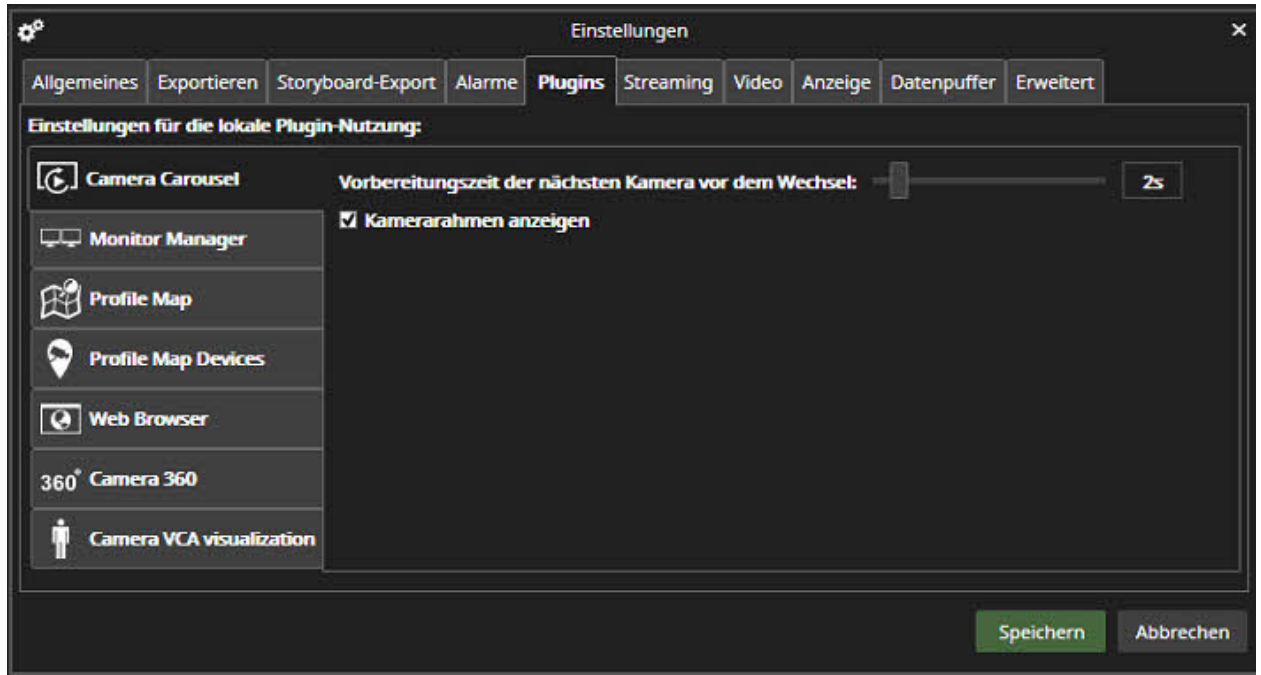 Einstellungen
Allgemeines Exportieren Storyboard-Export Alarme Plugins Streaming Video Anzeige Datenpuffer Erweitert
Einstellungen für die lokale Plugin-Nutzung:
Camera Carousel
Vorbereitungszeit der nächsten Kamera vor dem Wechsel: 2s
Kamerarahmen anzeigen
Monitor Manager
Profile Map
Profile Map Devices
Web Browser
360° Camera 360
Camera VCA visualization
Speichern Abbrechen